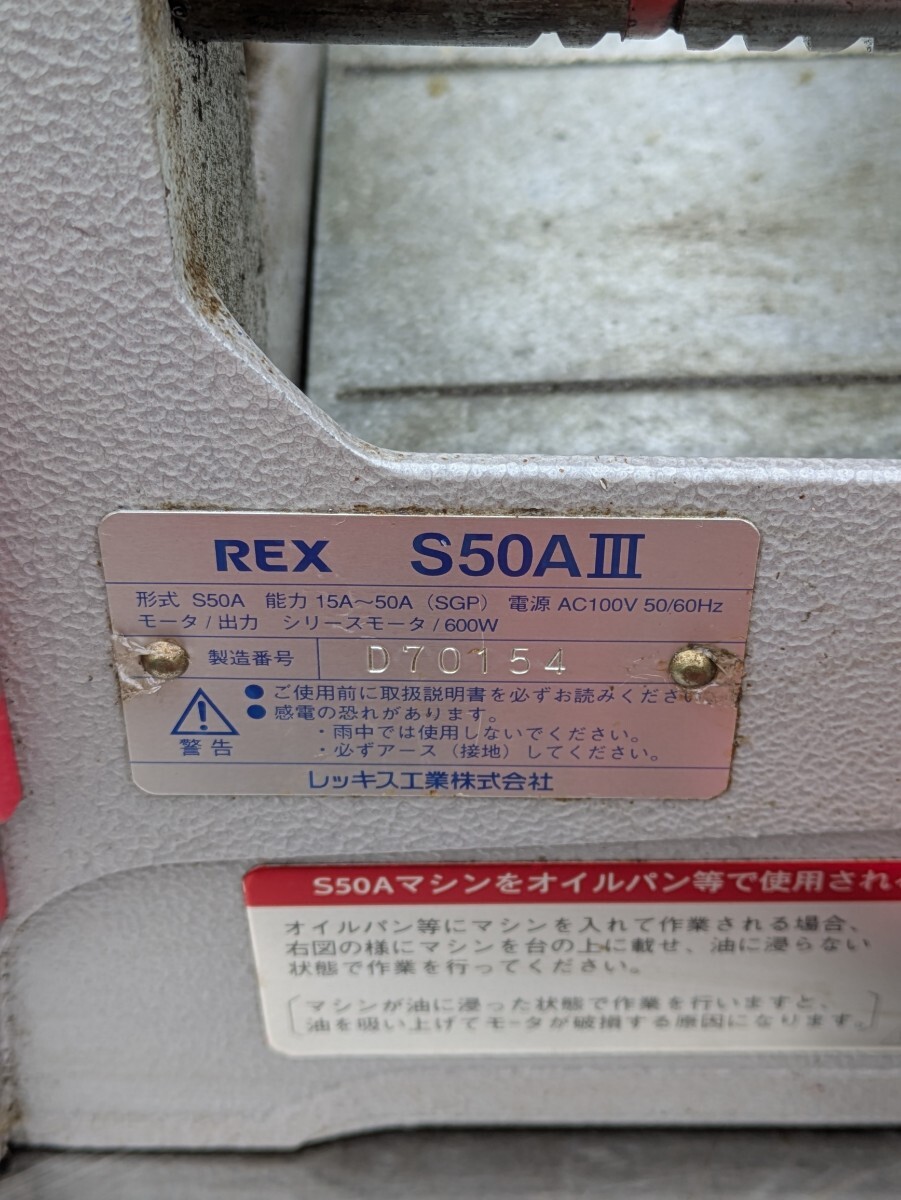 REX S50AⅢ
形式 S50A 能力 15A～50A（SGP） 電源 AC100V 50/60Hz
モータ/出力 シリーズモータ/600W
製造番号 D70154
● ご使用前に取扱説明書を必ずお読みください。
● 感電の恐れがあります。
・雨中では使用しないでください。
・必ずアース（接地）してください。
警告
レッキス工業株式会社
S50Aマシンをオイルパン等で使用され
オイルパン等にマシンを入れて作業される場合、
右図の様にマシンを台の上に載せ、油に浸らない
状態で作業を行ってください。
マシンが油に浸った状態で作業を行いますと、
油を吸い上げてモータが破損する原因になります。